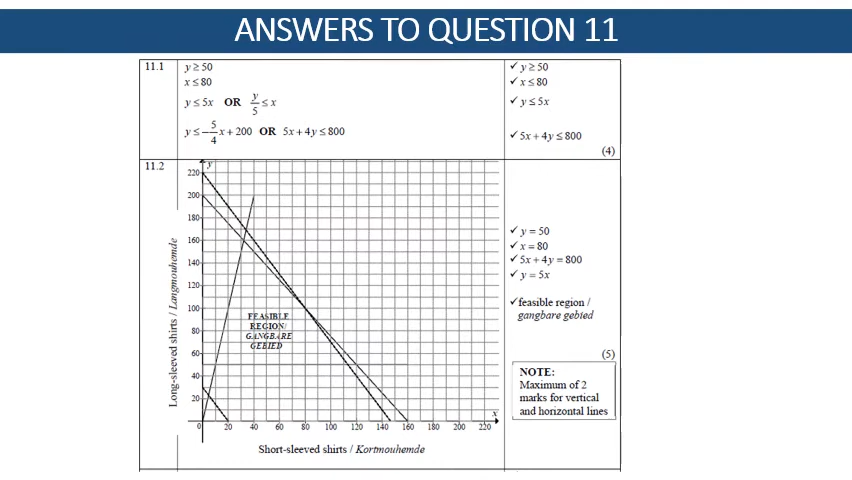 ANSWERS TO QUESTION 11
11.1
y ≥ 50
x ≤ 80
y ≤ 5x OR y/5 ≤ x
y ≤ -5/4 x + 200 OR 5x + 4y ≤ 800
✓ y ≥ 50
✓ x ≤ 80
✓ y ≤ 5x
✓ 5x + 4y ≤ 800
(4)
11.2
y
220
200
180
160
140
120
100
80
60
40
20
0
20 40 60 80 100 120 140 160 180 200 220
x
FEASIBLE
REGION/
GANGBARE
GEBIED
Long-sleeved shirts / Langmouhemde
Short-sleeved shirts / Kortmouhemde
✓ y = 50
✓ x = 80
✓ 5x + 4y = 800
✓ y = 5x
✓ feasible region /
gangbare gebied
(5)
NOTE:
Maximum of 2
marks for vertical
and horizontal lines